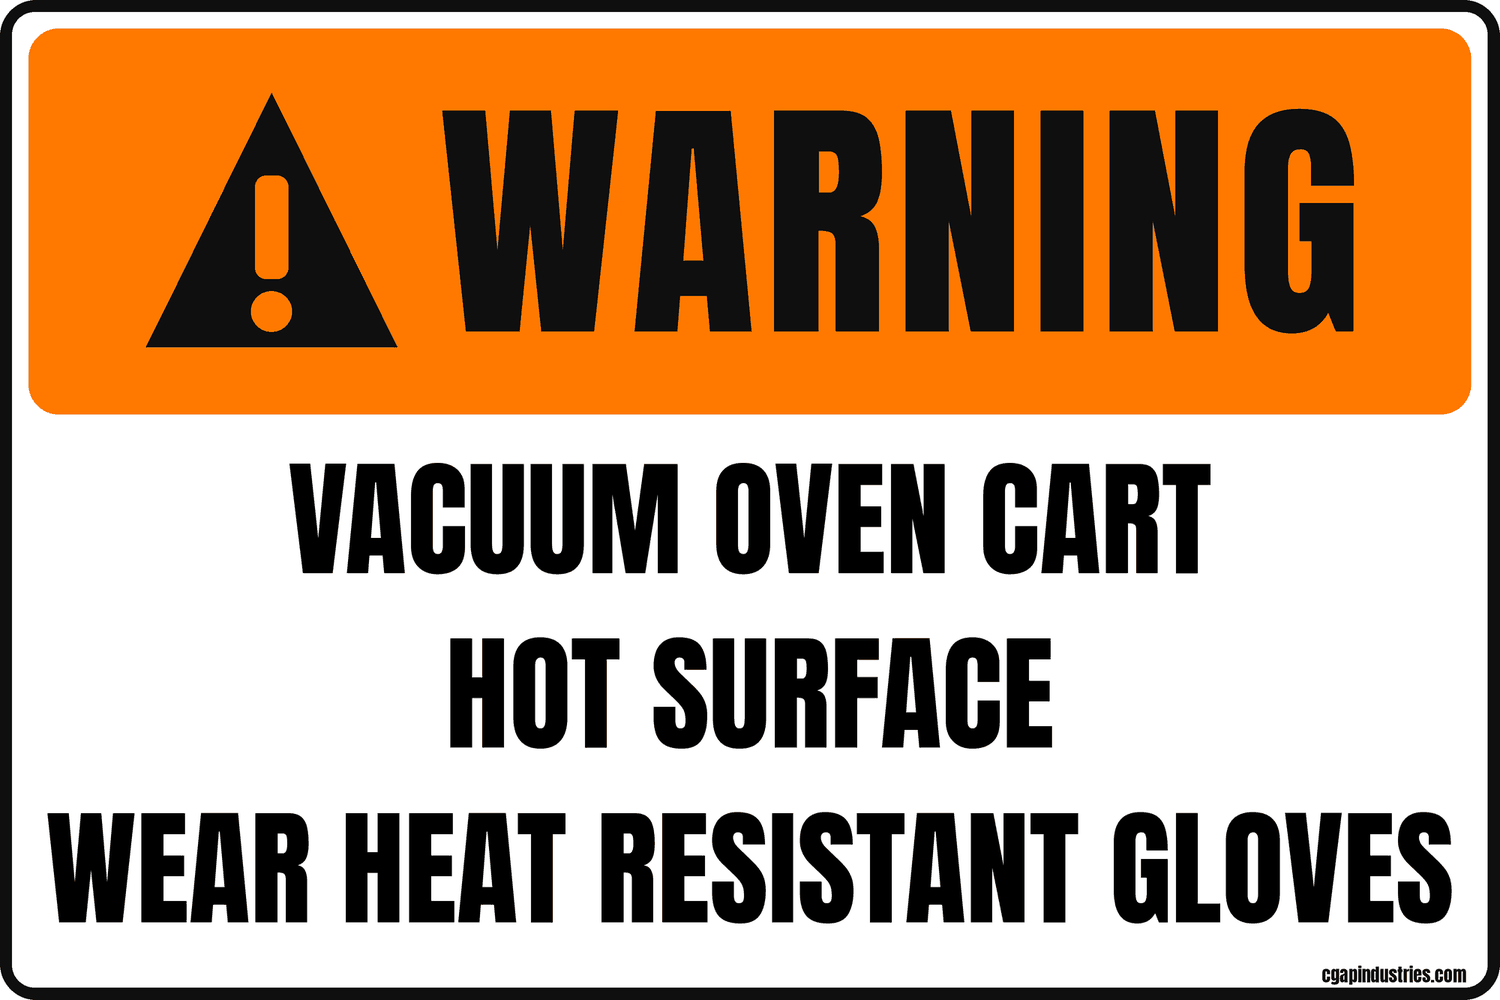 WARNING
VACUUM OVEN CART
HOT SURFACE
WEAR HEAT RESISTANT GLOVES
cgapindustries.com